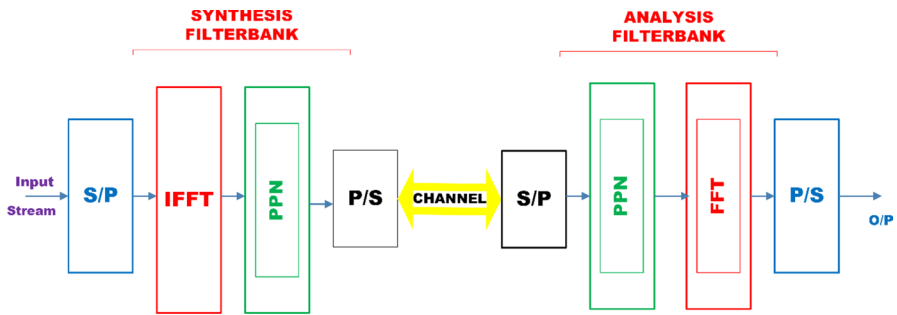 SYNTHESIS
FILTERBANK
ANALYSIS
FILTERBANK
Input
Stream
S/P
IFFT
PPN
P/S
CHANNEL
S/P
PPN
FFT
P/S
O/P